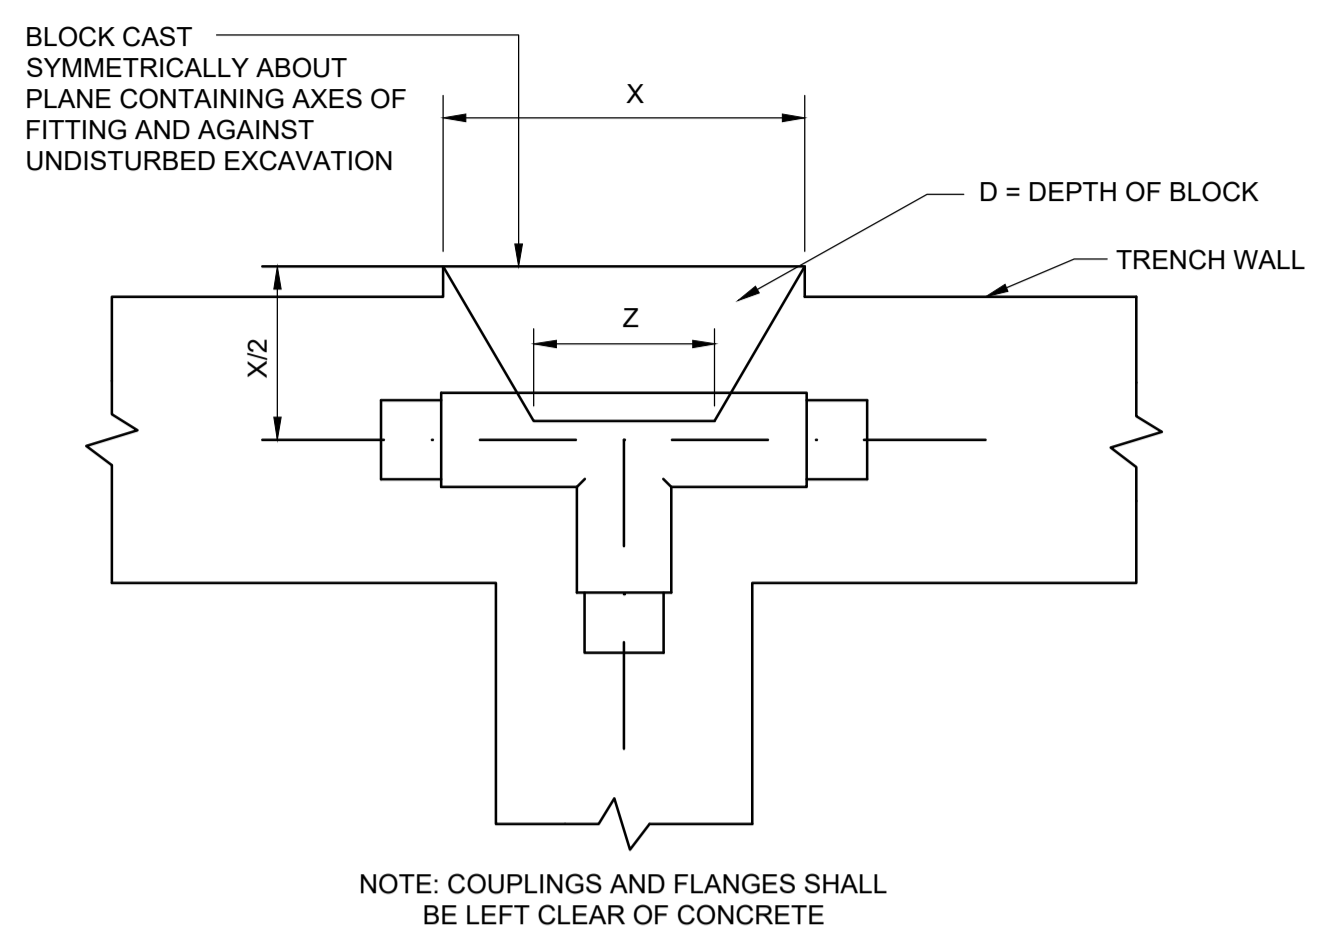 BLOCK CAST
SYMMETRICALLY ABOUT
PLANE CONTAINING AXES OF
FITTING AND AGAINST
UNDISTURBED EXCAVATION
X
D = DEPTH OF BLOCK
TRENCH WALL
Z
X/2
NOTE: COUPLINGS AND FLANGES SHALL
BE LEFT CLEAR OF CONCRETE